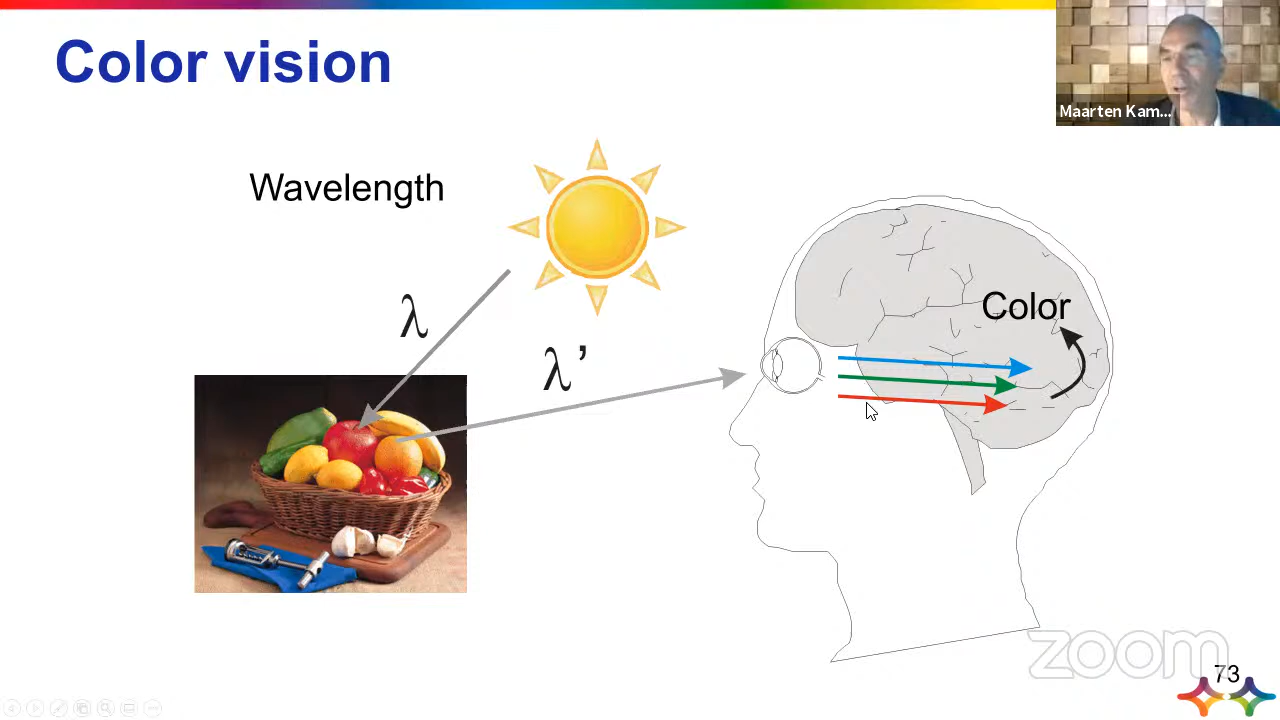 Color vision
Maarten Kam...
Wavelength
λ
λ’
Color
zoom
73